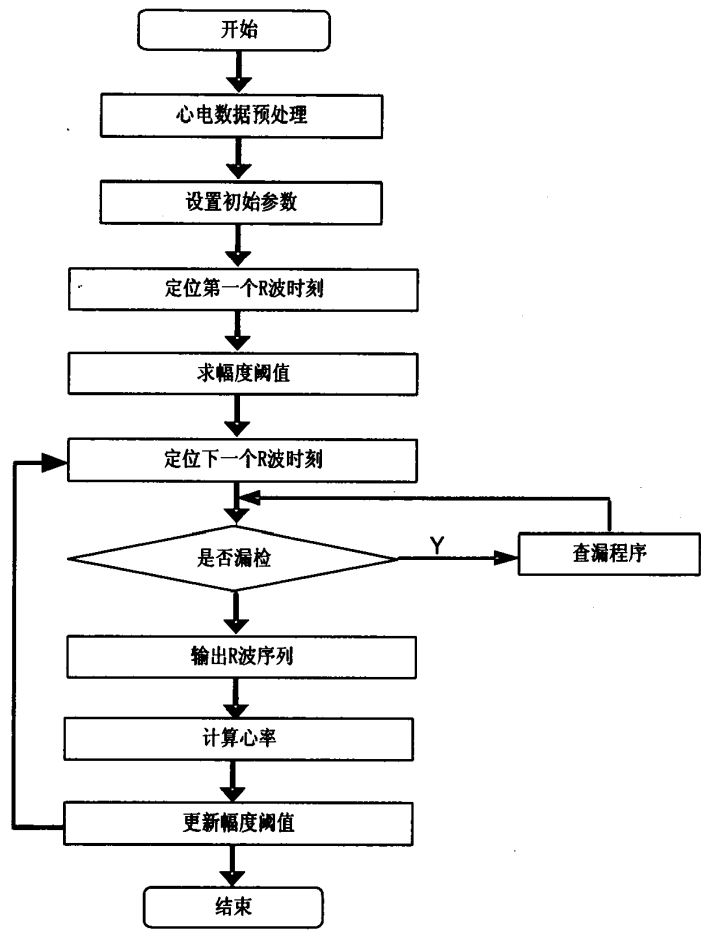 开始
心电数据预处理
设置初始参数
定位第一个R波时刻
求幅度阈值
定位下一个R波时刻
是否漏检
Y
查漏程序
输出R波序列
计算心率
更新幅度阈值
结束